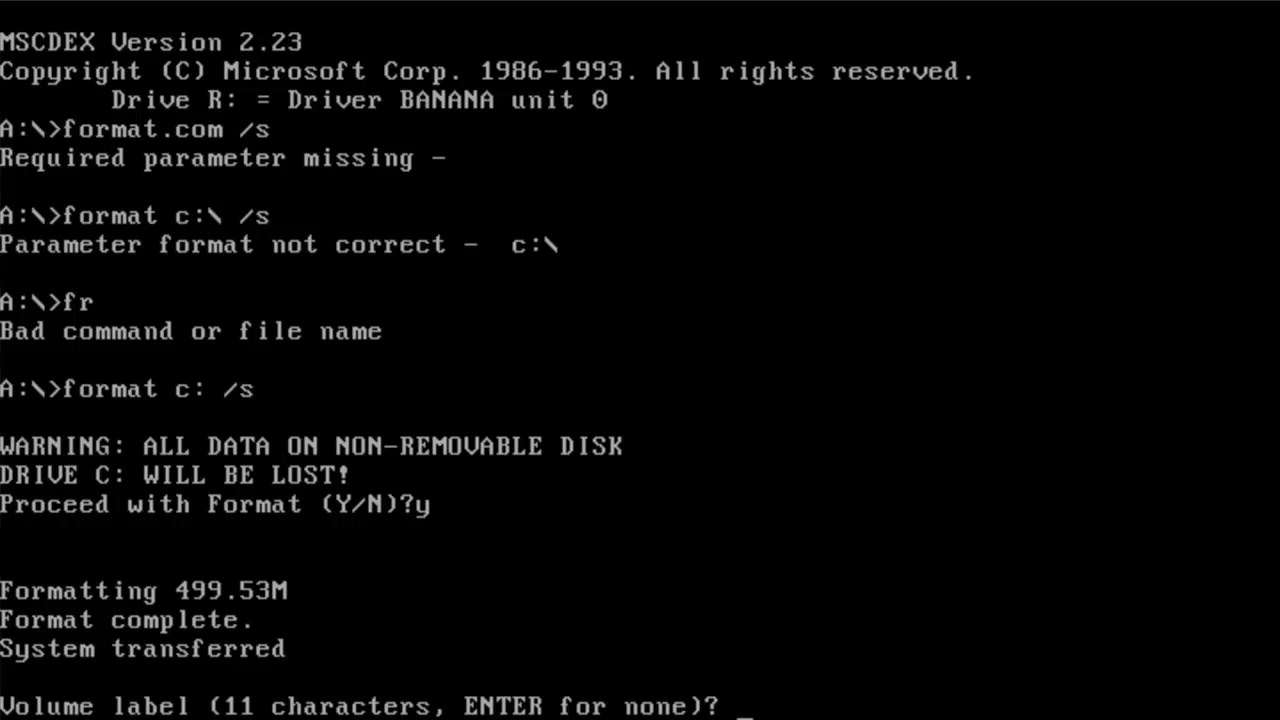 MSCDEX Version 2.23
Copyright (C) Microsoft Corp. 1986-1993. All rights reserved.
Drive R: = Driver BANANA unit 0
A:\>format.com /s
Required parameter missing -
A:\>format c:\ /s
Parameter format not correct -  c:\
A:\>fr
Bad command or file name
A:\>format c: /s
WARNING: ALL DATA ON NON-REMOVABLE DISK
DRIVE C: WILL BE LOST!
Proceed with Format (Y/N)?y
Formatting 499.53M
Format complete.
System transferred
Volume label (11 characters, ENTER for none)? _